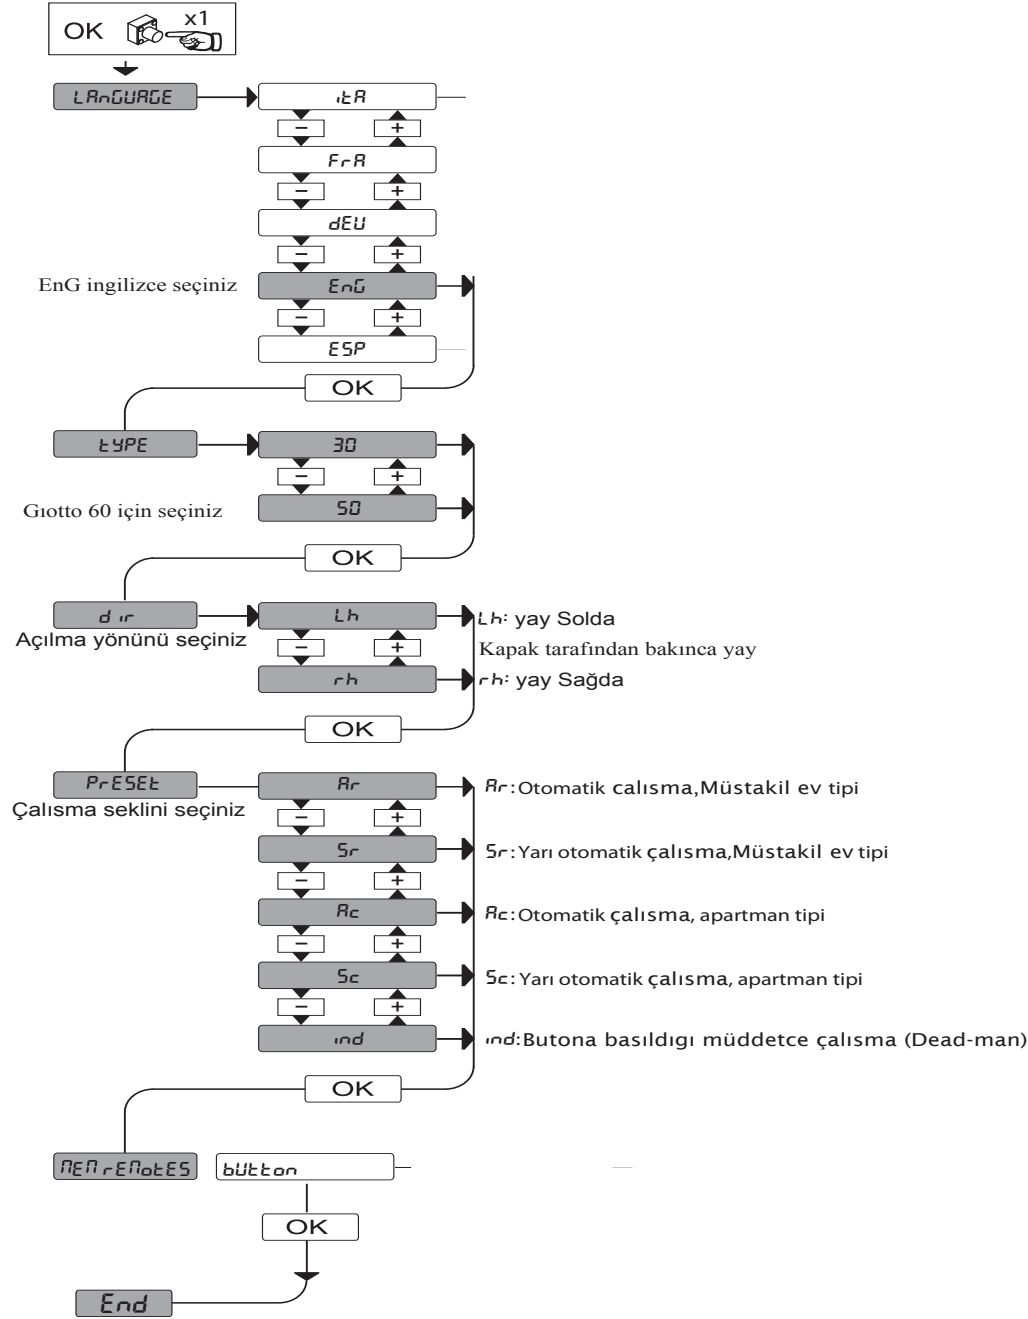 OK x1
LAnGUAGE
itA
− +
FrA
− +
dEU
− +
EnG ingilizce seçiniz
EnG
− +
ESP
OK
tYPE
30
− +
Gıotto 60 için seçiniz
50
OK
dir
Lh
Lh: yay Solda
Açılma yönünü seçiniz
− +
Kapak tarafından bakınca yay
rh
rh: yay Sağda
OK
PrESEt
Ar
Ar:Otomatik calısma,Müstakil ev tipi
Çalısma seklini seçiniz
− +
Sr
Sr:Yarı otomatik çalısma,Müstakil ev tipi
− +
Ac
Ac:Otomatik çalısma, apartman tipi
− +
Sc
Sc:Yarı otomatik çalısma, apartman tipi
− +
ind
ind:Butona basıldıgı müddetce çalısma (Dead-man)
OK
MEM rEMotES
bUtton
OK
End